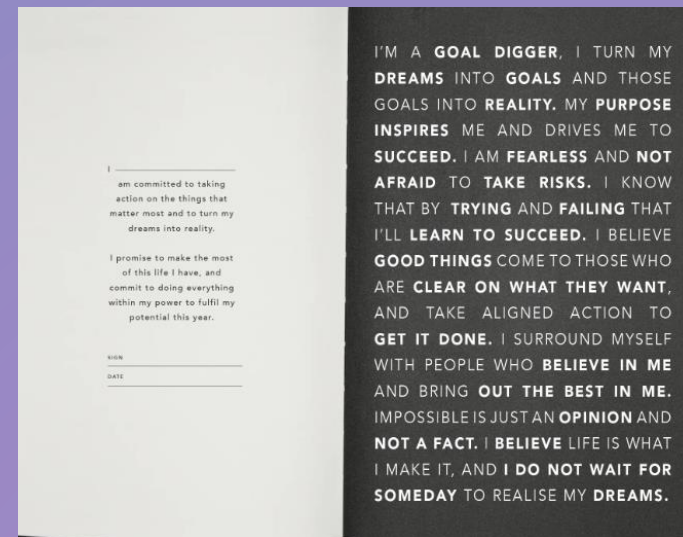 I
am committed to taking
action on the things that
matter most and to turn my
dreams into reality.
I promise to make the most
of this life I have, and
commit to doing everything
within my power to fulfil my
potential this year.
SIGN
DATE
I'M A GOAL DIGGER, I TURN MY
DREAMS INTO GOALS AND THOSE
GOALS INTO REALITY. MY PURPOSE
INSPIRES ME AND DRIVES ME TO
SUCCEED. I AM FEARLESS AND NOT
AFRAID TO TAKE RISKS. I KNOW
THAT BY TRYING AND FAILING THAT
I'LL LEARN TO SUCCEED. I BELIEVE
GOOD THINGS COME TO THOSE WHO
ARE CLEAR ON WHAT THEY WANT,
AND TAKE ALIGNED ACTION TO
GET IT DONE. I SURROUND MYSELF
WITH PEOPLE WHO BELIEVE IN ME
AND BRING OUT THE BEST IN ME.
IMPOSSIBLE IS JUST AN OPINION AND
NOT A FACT. I BELIEVE LIFE IS WHAT
I MAKE IT, AND I DO NOT WAIT FOR
SOMEDAY TO REALISE MY DREAMS.